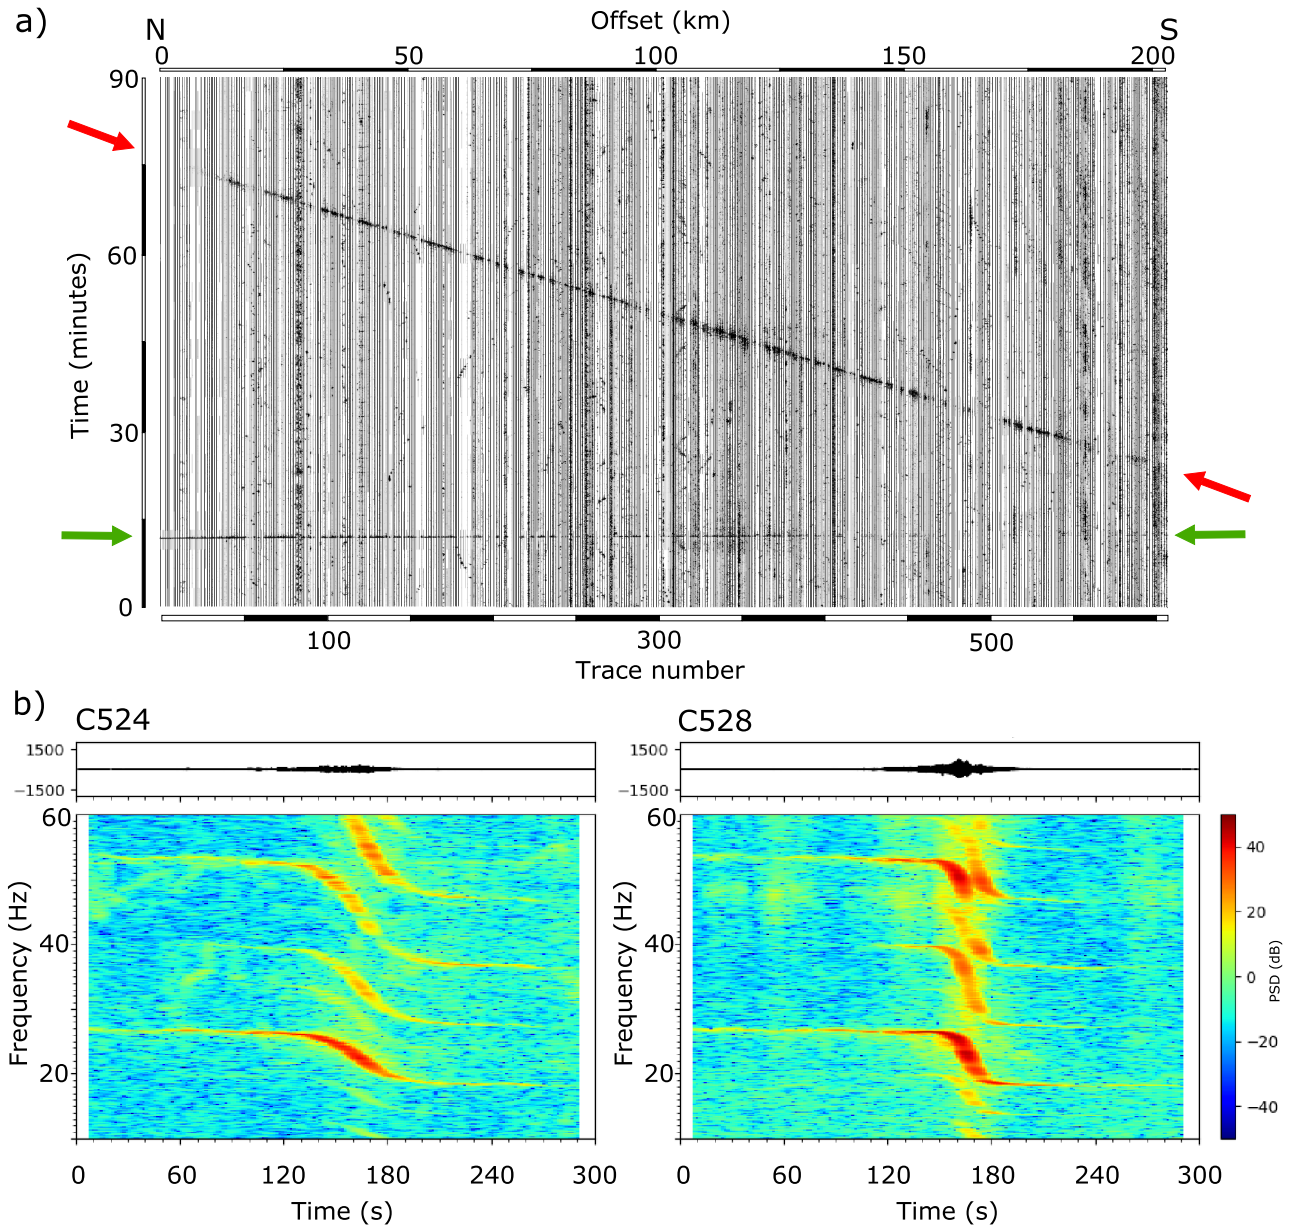 a)
N Offset (km) S
0 50 100 150 200
90
60
30
0
Time (minutes)
100 300 500
Trace number
b)
C524 C528
1500 1500
−1500 −1500
60 60
40 40
20 20
Frequency (Hz) Frequency (Hz)
40
20
0
−20
−40
PSD (dB)
0 60 120 180 240 300 0 60 120 180 240 300
Time (s) Time (s)